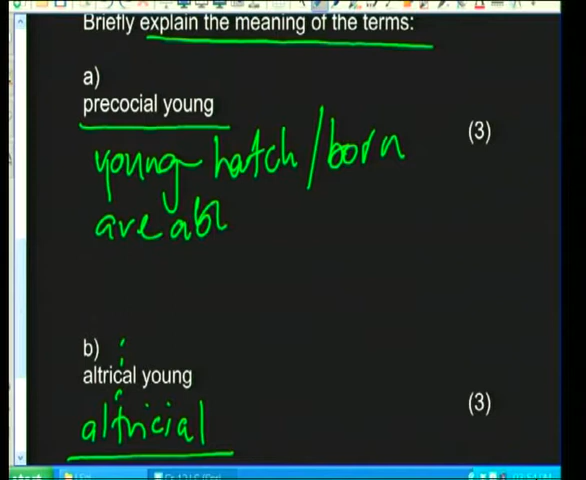 Briefly explain the meaning of the terms:
a)
precocial young
(3)
young hatch/born
are abl
b)
altrical young
(3)
altricial